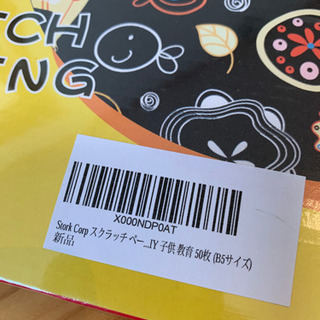 TCH
ING
X000NDP0AT
Stork Corp スクラッチペー...IY 子供 教育 50枚 (B5サイズ)
新品